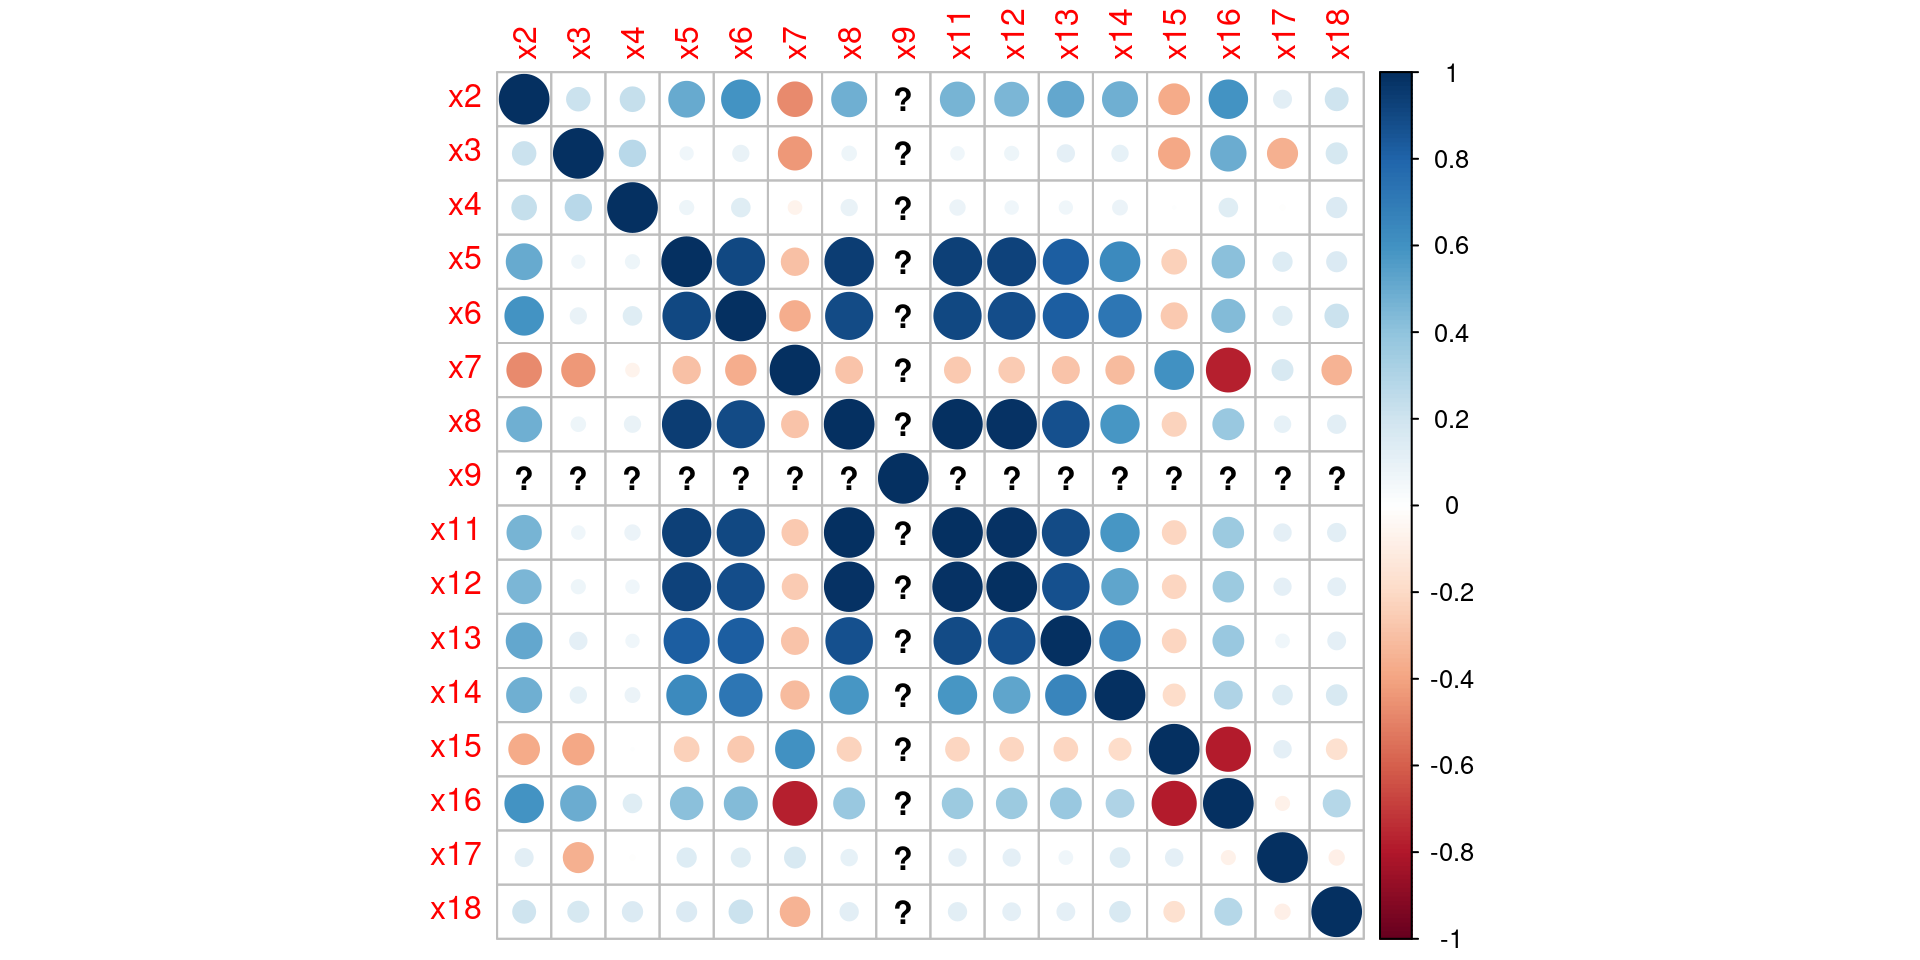 x2 x3 x4 x5 x6 x7 x8 x9 x11 x12 x13 x14 x15 x16 x17 x18
x2 ? 1
x3 ?
0.8
x4 ?
x5 ? 0.6
x6 ?
0.4
x7 ?
x8 ? 0.2
x9 ? ? ? ? ? ? ? ? ? ? ? ? ? ? ?
0
x11 ?
x12 ? -0.2
x13 ?
-0.4
x14 ?
x15 ? -0.6
x16 ?
x17 ? -0.8
x18 ?
-1